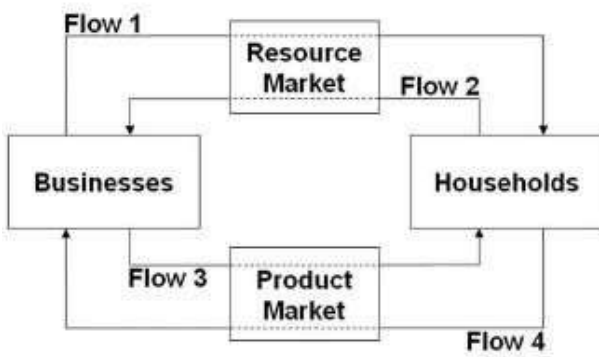 Flow 1
Resource
Market
Flow 2
Businesses
Households
Flow 3
Product
Market
Flow 4